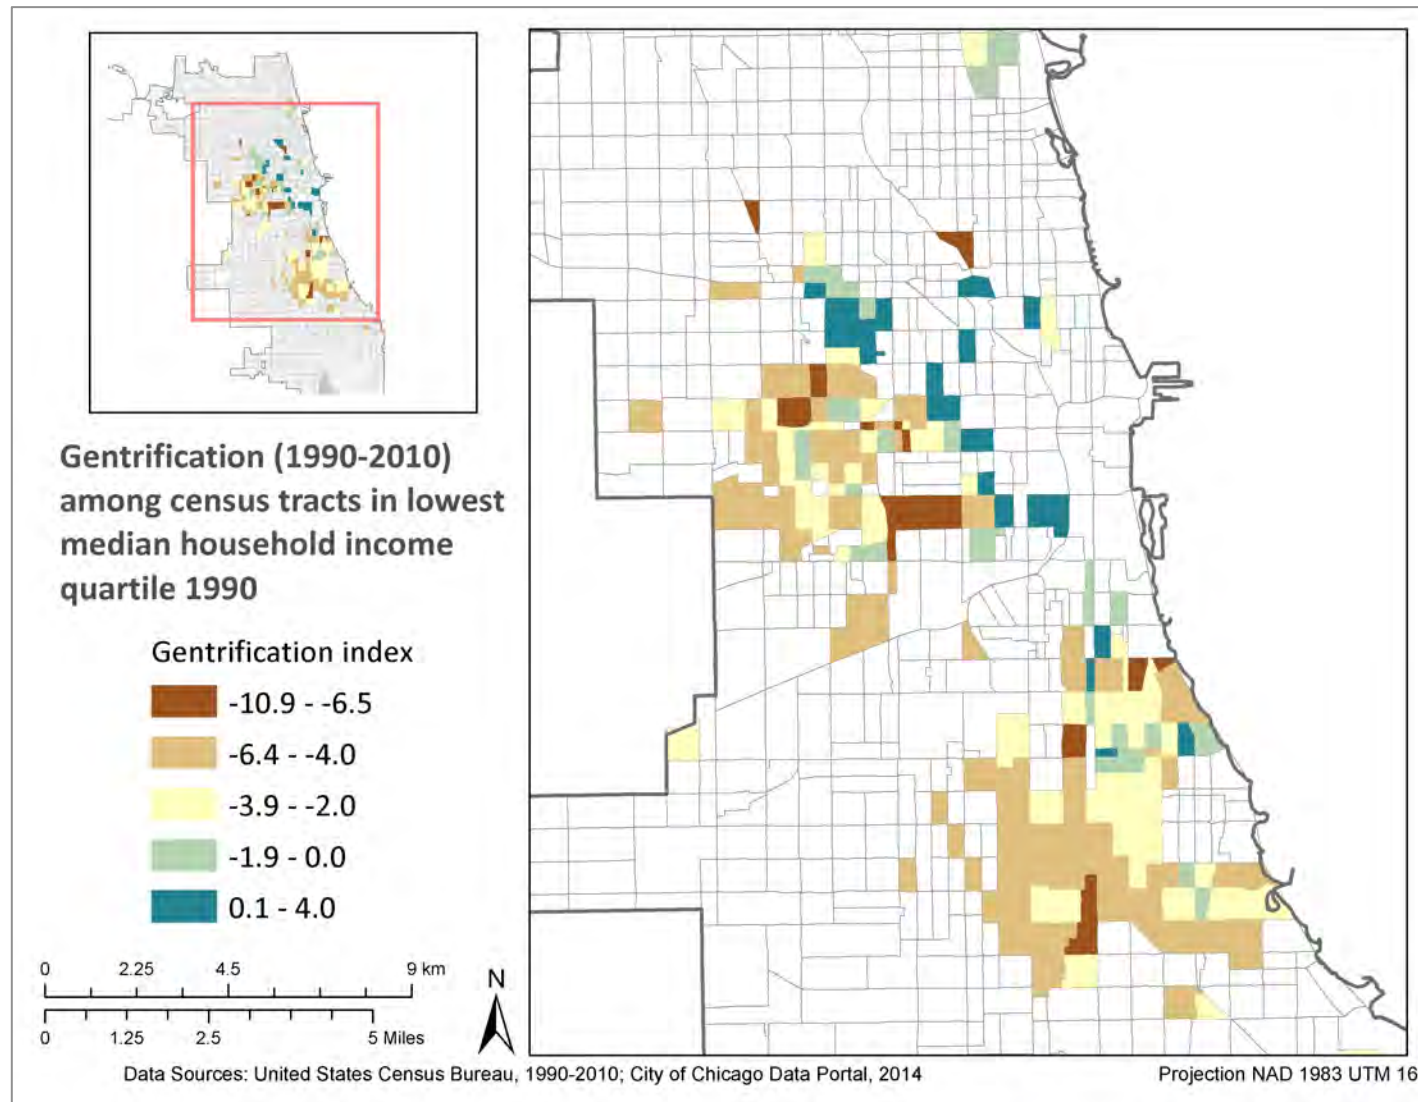 Gentrification (1990-2010)
among census tracts in lowest
median household income
quartile 1990
Gentrification index
-10.9 - -6.5
-6.4 - -4.0
-3.9 - -2.0
-1.9 - 0.0
0.1 - 4.0
0 2.25 4.5 9 km
0 1.25 2.5 5 Miles
N
Data Sources: United States Census Bureau, 1990-2010; City of Chicago Data Portal, 2014
Projection NAD 1983 UTM 16